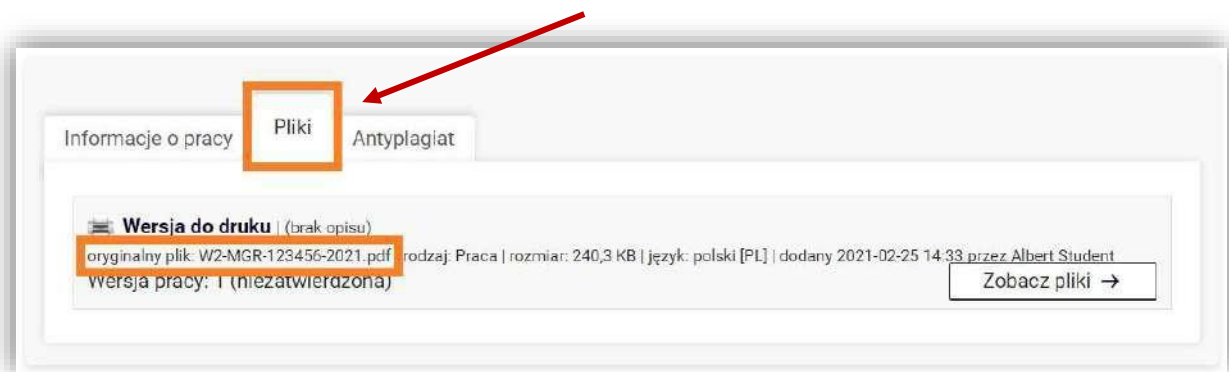 Informacje o pracy Pliki Antyplagiat
Wersja do druku | (brak opisu)
oryginalny plik: W2-MGR-123456-2021.pdf rodzaj: Praca | rozmiar: 240,3 KB | język: polski [PL] | dodany 2021-02-25 14:33 przez Albert Student
Wersja pracy: 1 (niezatwierdzona)
Zobacz pliki →